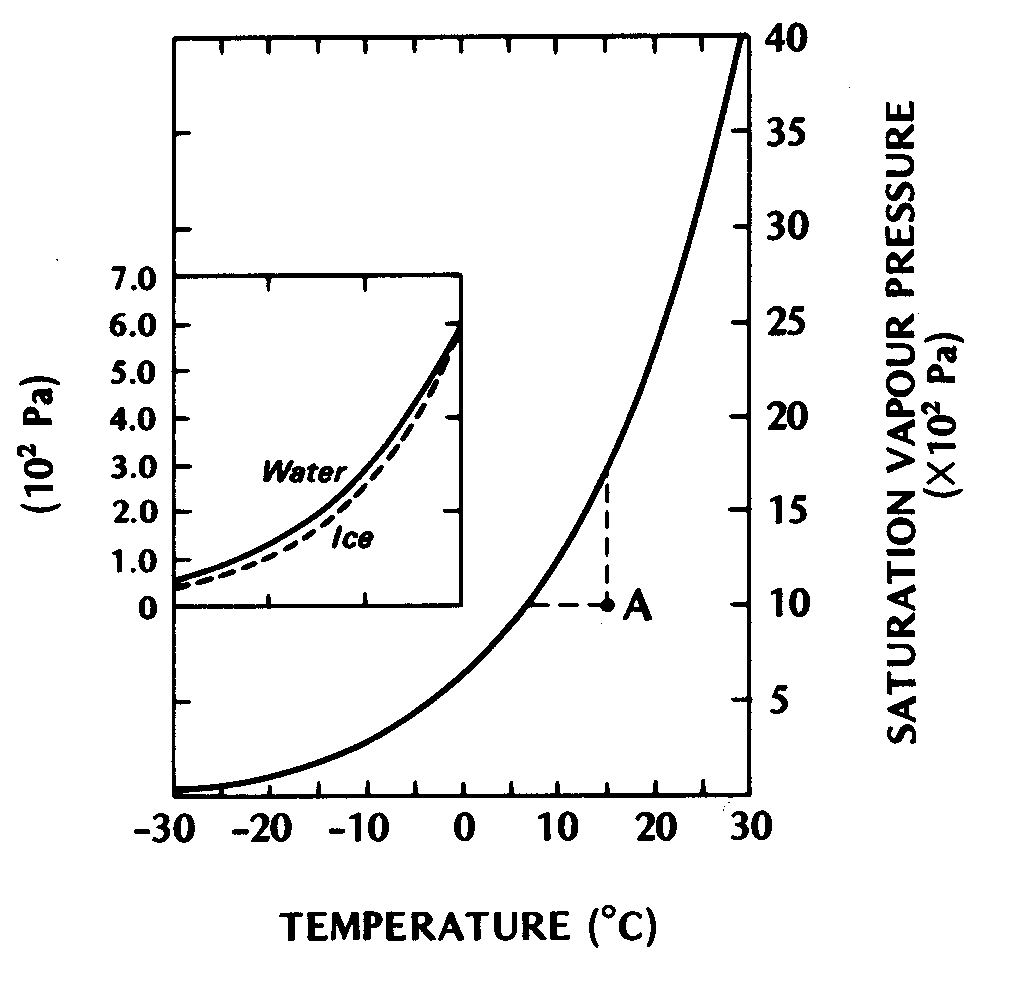 40
35
30
25
20
15
10
5
SATURATION VAPOUR PRESSURE
(×10² Pa)
7.0
6.0
5.0
4.0
3.0
2.0
1.0
0
(10² Pa)
Water
Ice
A
−30 −20 −10 0 10 20 30
TEMPERATURE (°C)